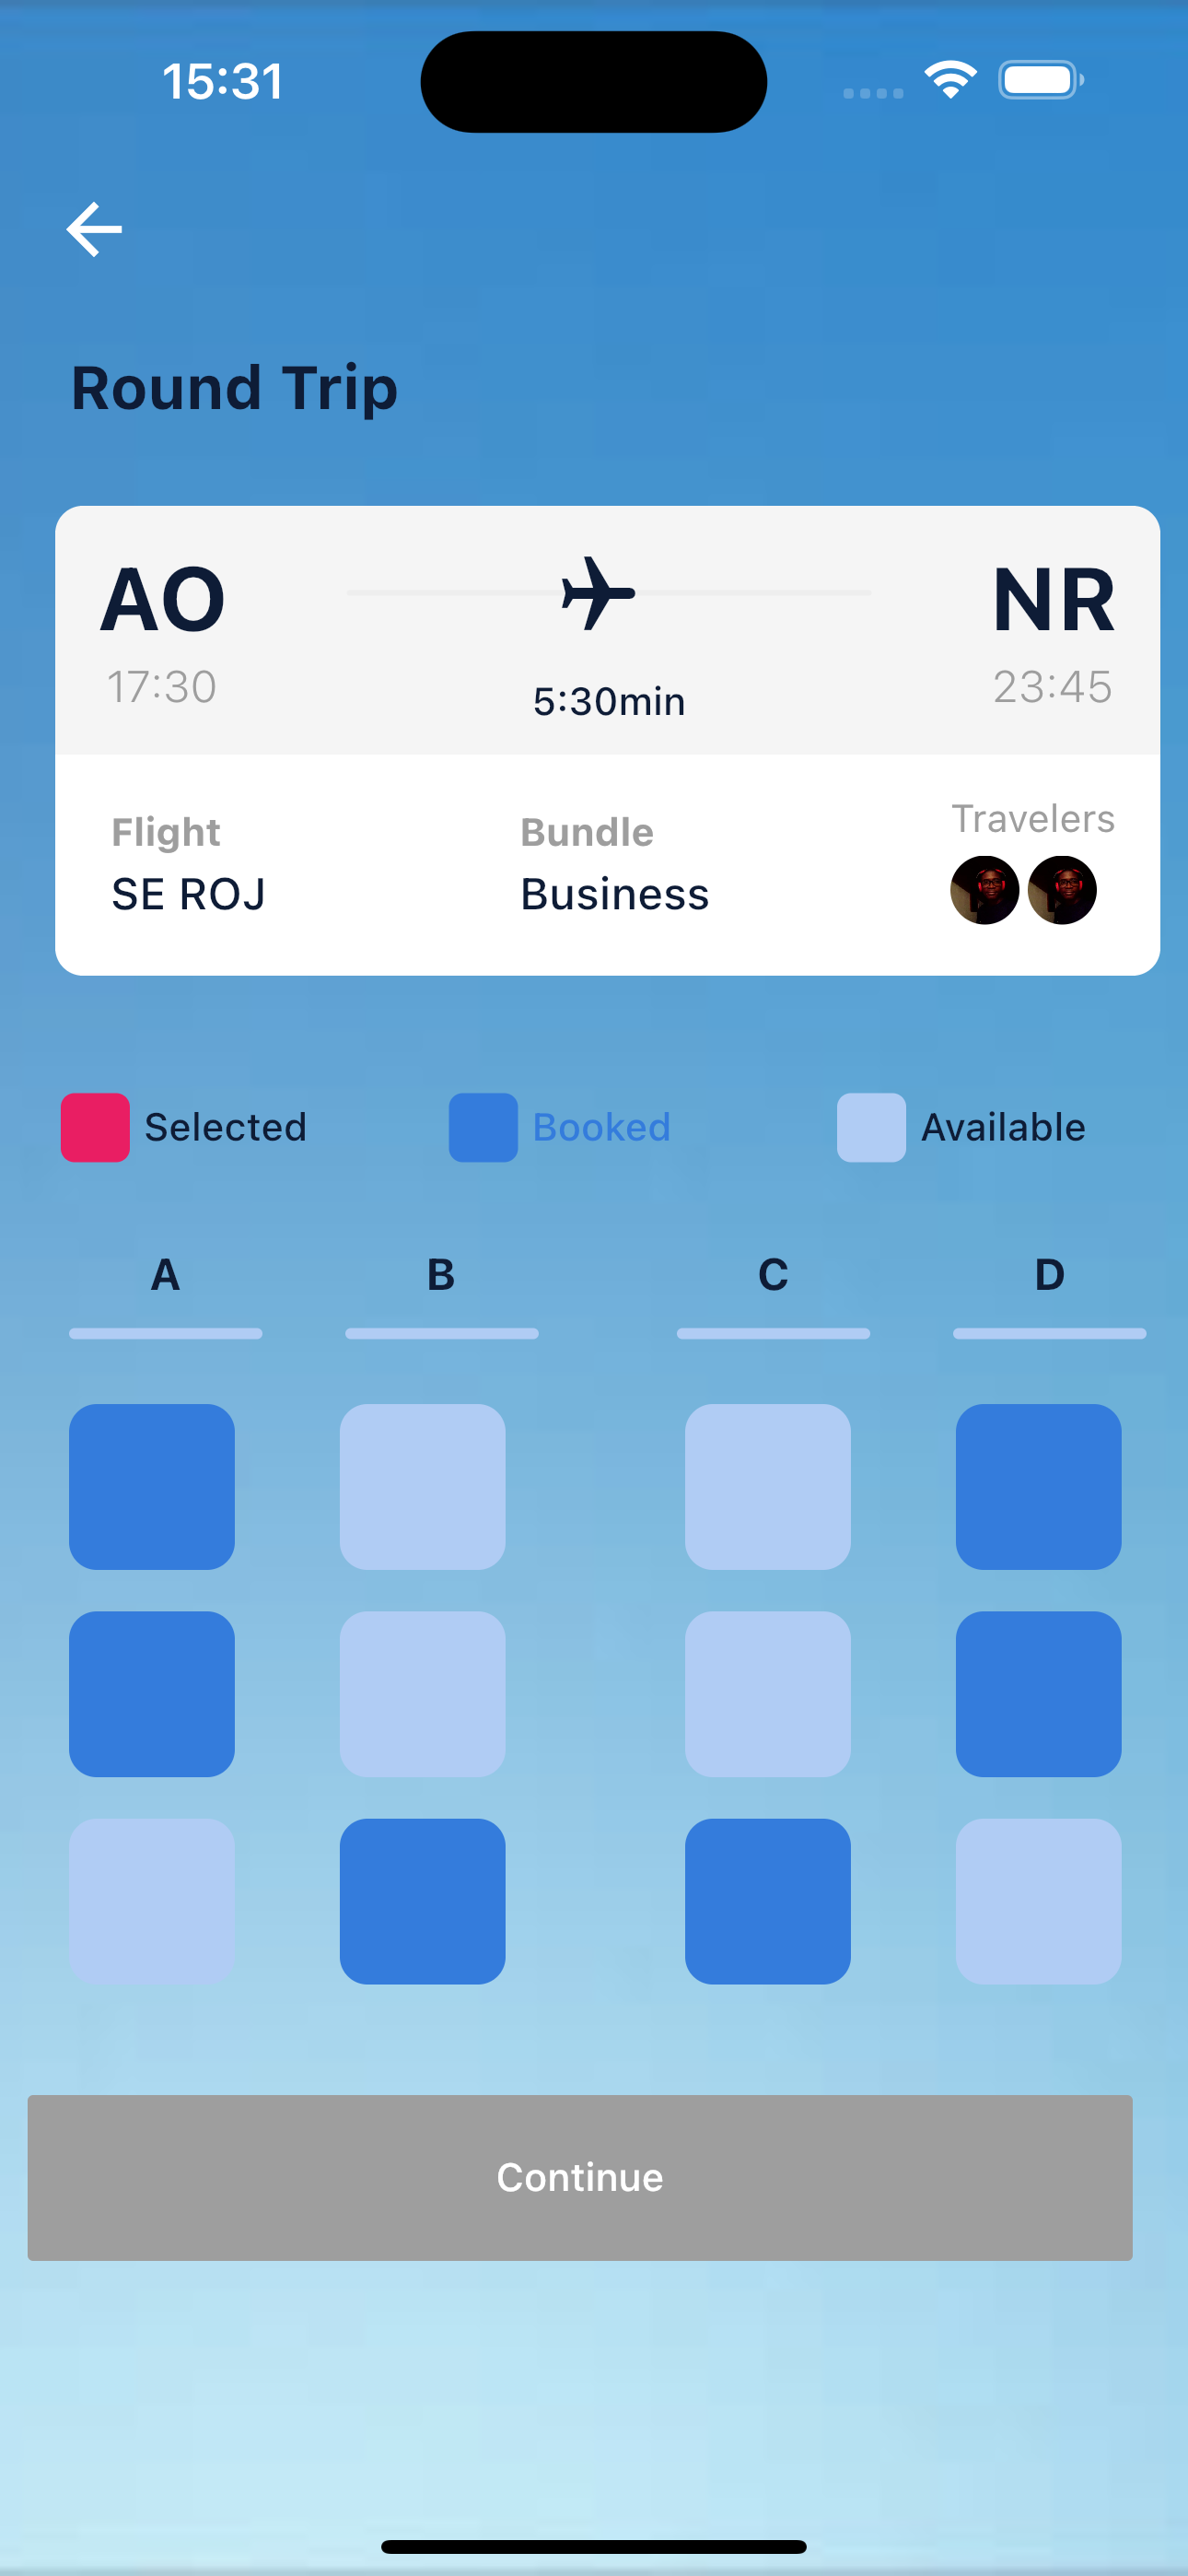 15:31
Round Trip
AO
NR
17:30
5:30min
23:45
Flight
Bundle
Travelers
SE ROJ
Business
Selected
Booked
Available
A
B
C
D
Continue